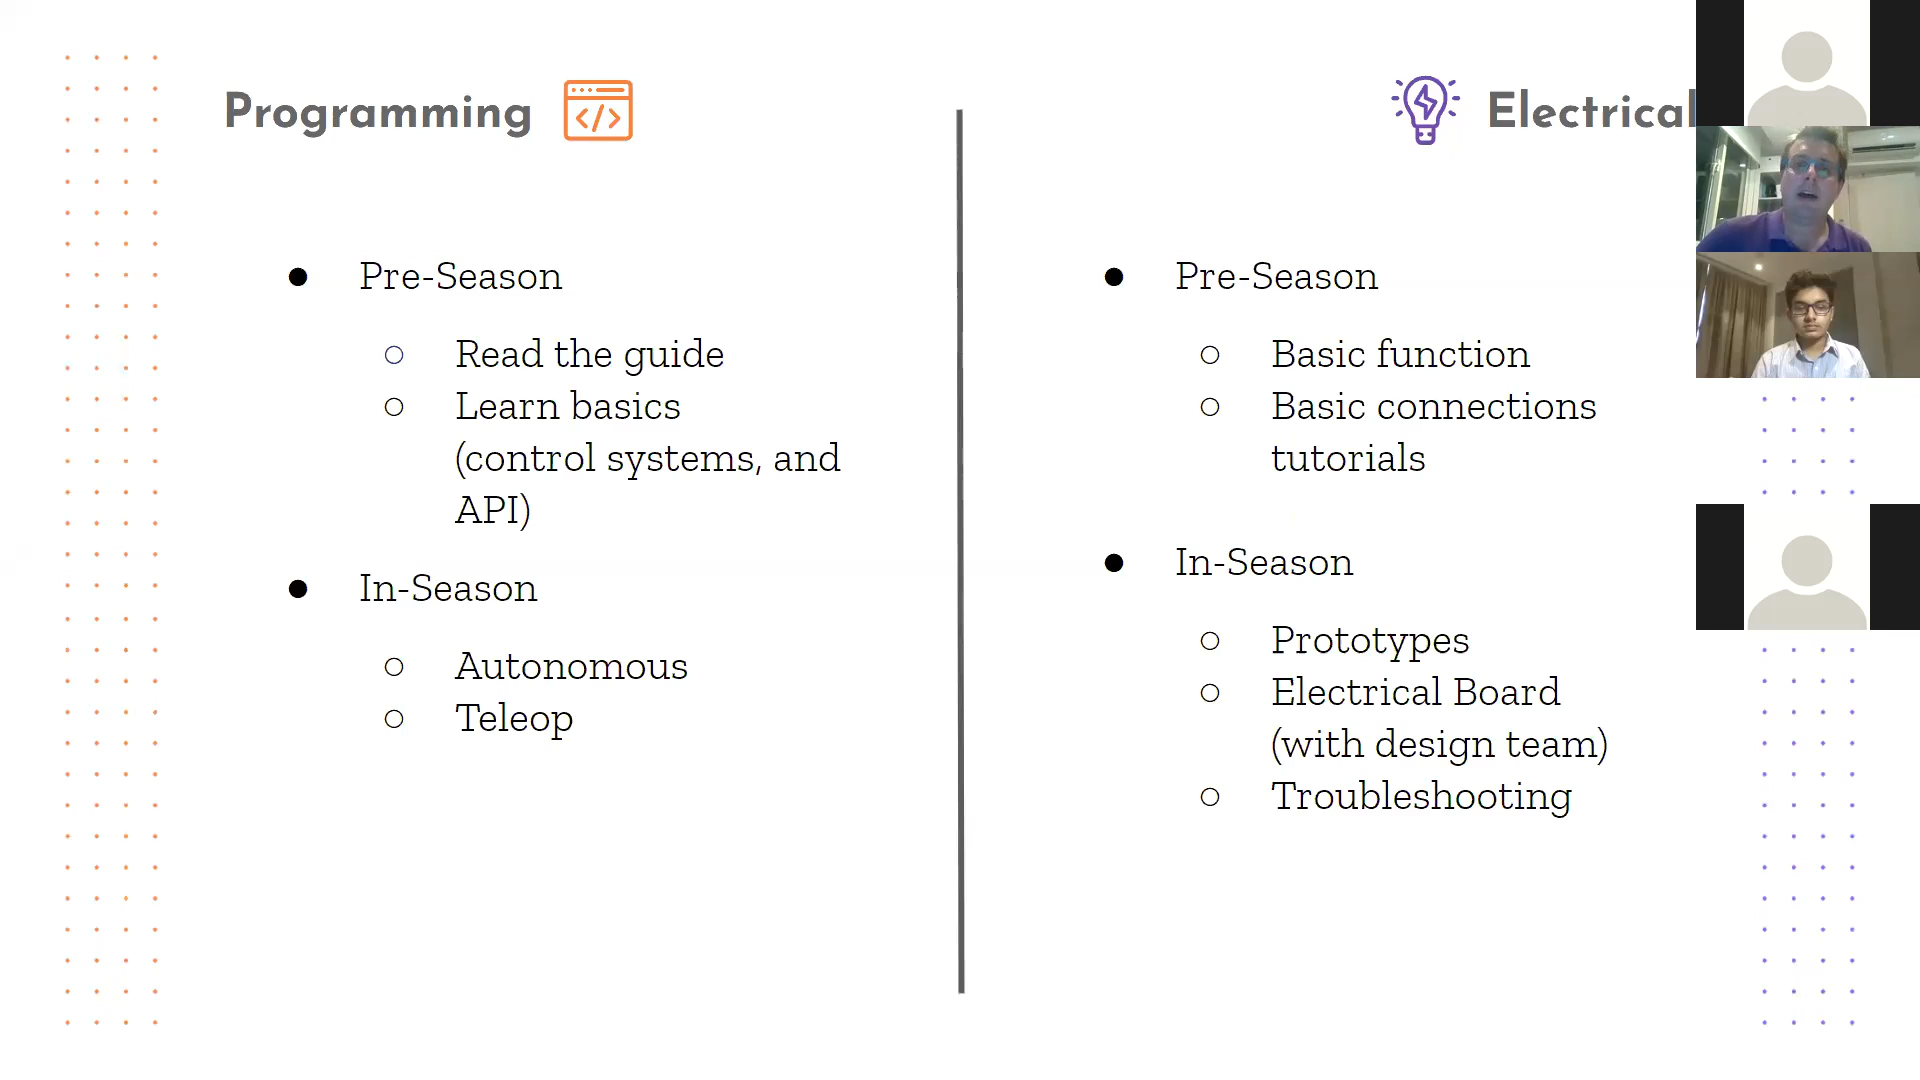 Programming
Pre-Season
Read the guide
Learn basics
(control systems, and
API)
In-Season
Autonomous
Teleop
Electrical
Pre-Season
Basic function
Basic connections
tutorials
In-Season
Prototypes
Electrical Board
(with design team)
Troubleshooting